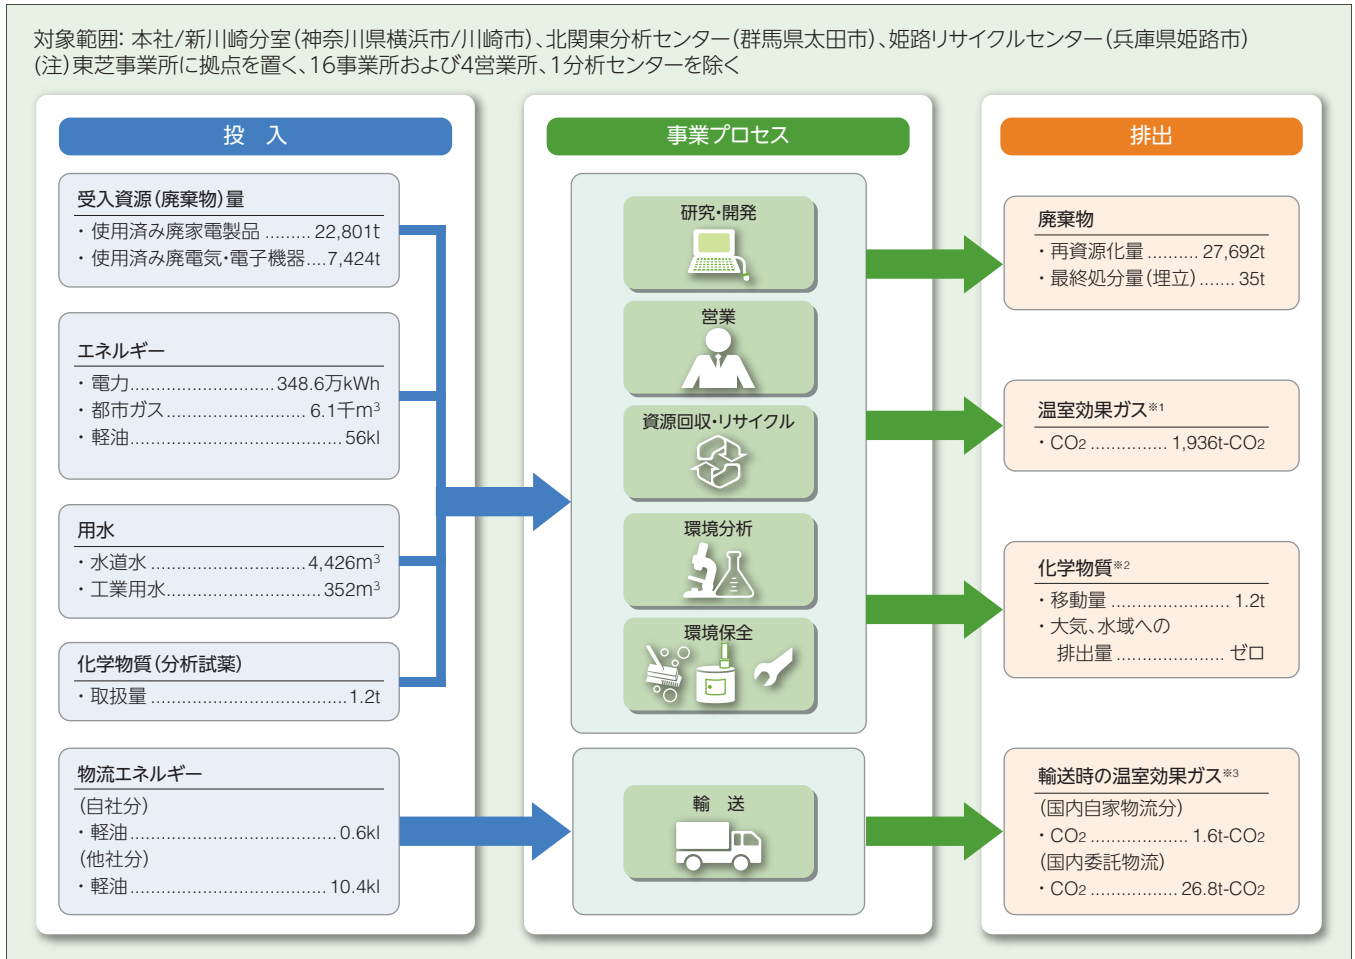 対象範囲: 本社/新川崎分室(神奈川県横浜市/川崎市)、北関東分析センター(群馬県太田市)、姫路リサイクルセンター(兵庫県姫路市)
(注)東芝事業所に拠点を置く、16事業所および4営業所、1分析センターを除く
投 入
受入資源(廃棄物)量
・使用済み廃家電製品 ......... 22,801t
・使用済み廃電気・電子機器....7,424t
エネルギー
・電力............................348.6万kWh
・都市ガス........................... 6.1千m³
・軽油......................................... 56kl
用水
・水道水 ..............................4,426m³
・工業用水.............................. 352m³
化学物質(分析試薬)
・取扱量 ......................................1.2t
物流エネルギー
(自社分)
・軽油........................................ 0.6kl
(他社分)
・軽油...................................... 10.4kl
事業プロセス
研究・開発
営業
資源回収・リサイクル
環境分析
環境保全
輸 送
排出
廃棄物
・再資源化量 .......... 27,692t
・最終処分量(埋立)....... 35t
温室効果ガス※1
・CO2 ............... 1,936t-CO2
化学物質※2
・移動量 ....................... 1.2t
・大気、水域への
排出量 ..................... ゼロ
輸送時の温室効果ガス※3
(国内自家物流分)
・CO2 ................... 1.6t-CO2
(国内委託物流)
・CO2 ................. 26.8t-CO2